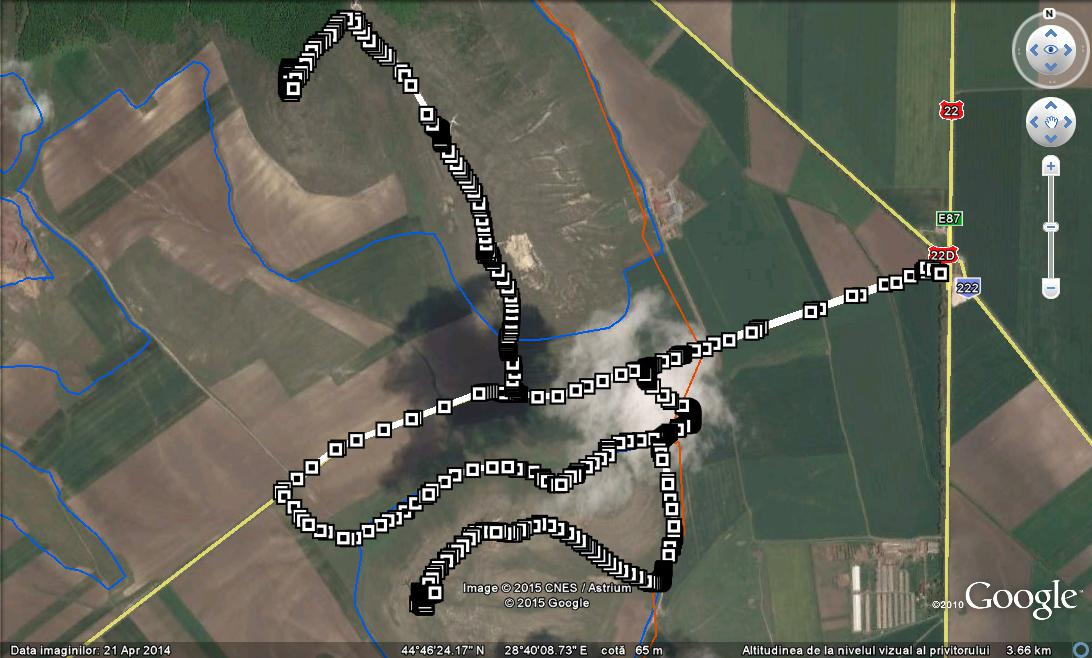 N
22
E87
22D
222
Image © 2015 CNES / Astrium
© 2015 Google
©2010 Google™
Data imaginilor: 21 Apr 2014
44°46'24.17" N 28°40'08.73" E cotă 65 m
Altitudinea de la nivelul vizual al privitorului 3.66 km